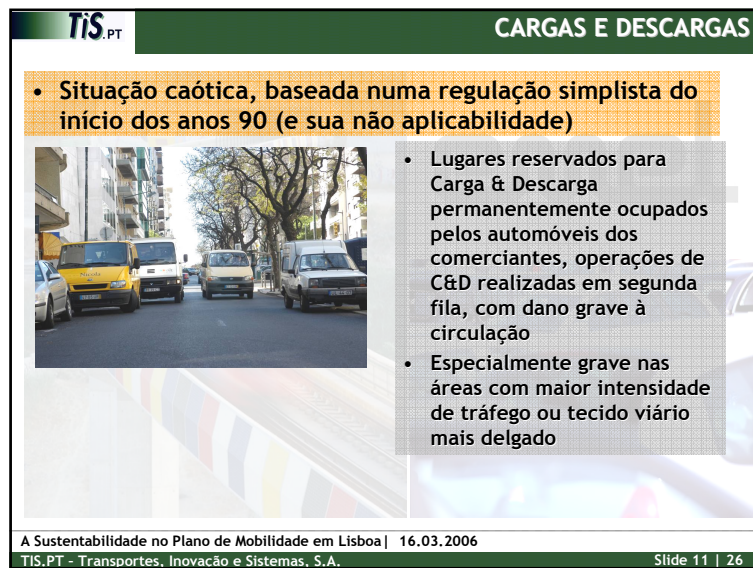 TiS.PT
CARGAS E DESCARGAS
• Situação caótica, baseada numa regulação simplista do
início dos anos 90 (e sua não aplicabilidade)
• Lugares reservados para
Carga & Descarga
permanentemente ocupados
pelos automóveis dos
comerciantes, operações de
C&D realizadas em segunda
fila, com dano grave à
circulação
• Especialmente grave nas
áreas com maior intensidade
de tráfego ou tecido viário
mais delgado
A Sustentabilidade no Plano de Mobilidade em Lisboa| 16.03.2006
TIS.PT - Transportes, Inovação e Sistemas, S.A.
Slide 11 | 26